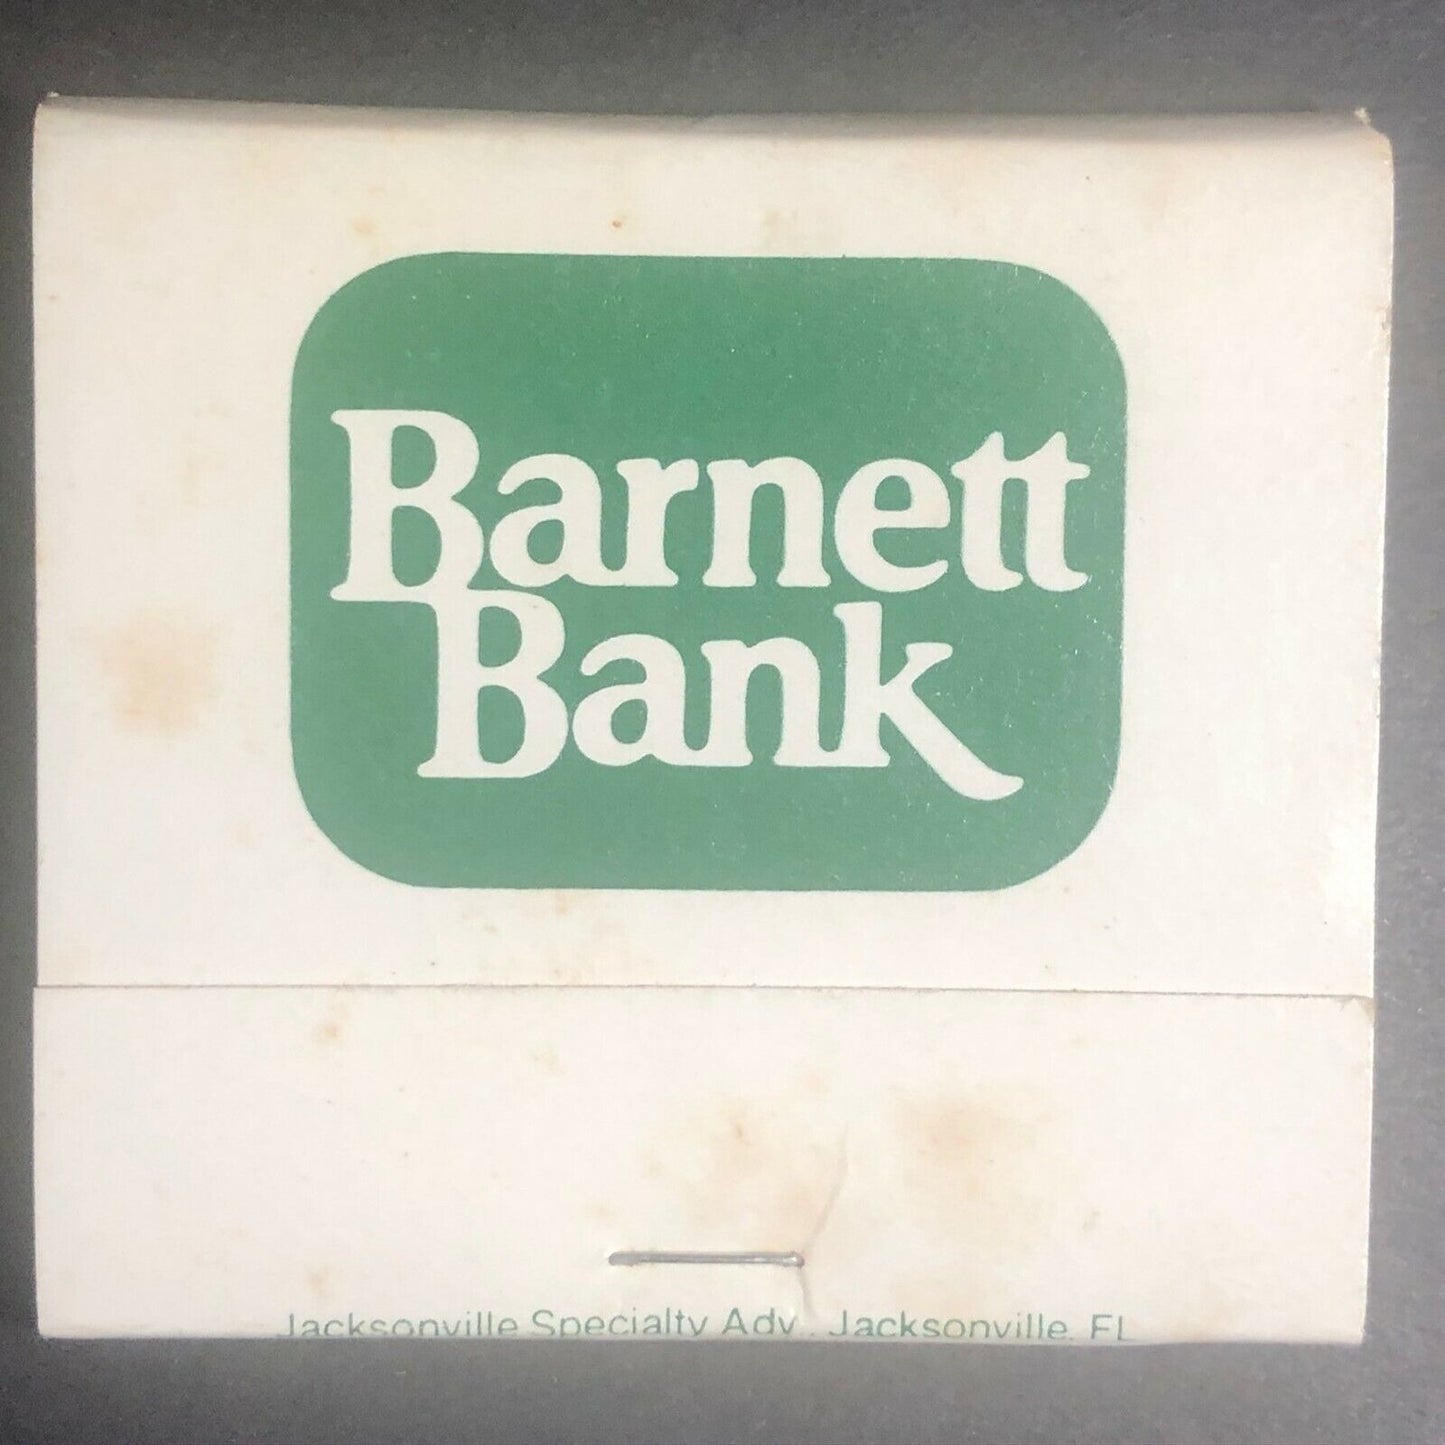 Barnett
Bank
Jacksonville Specialty Adv., Jacksonville, FL